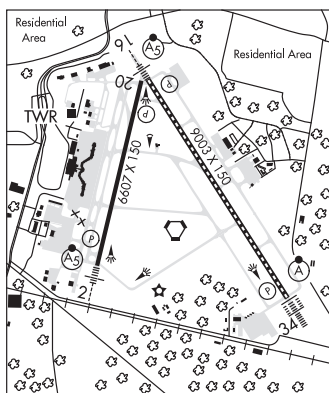 Residential
Area
Residential Area
16
A5
20
P
P
TWR
6607 X 150
9003 X 150
P
A5
2
P
A
34